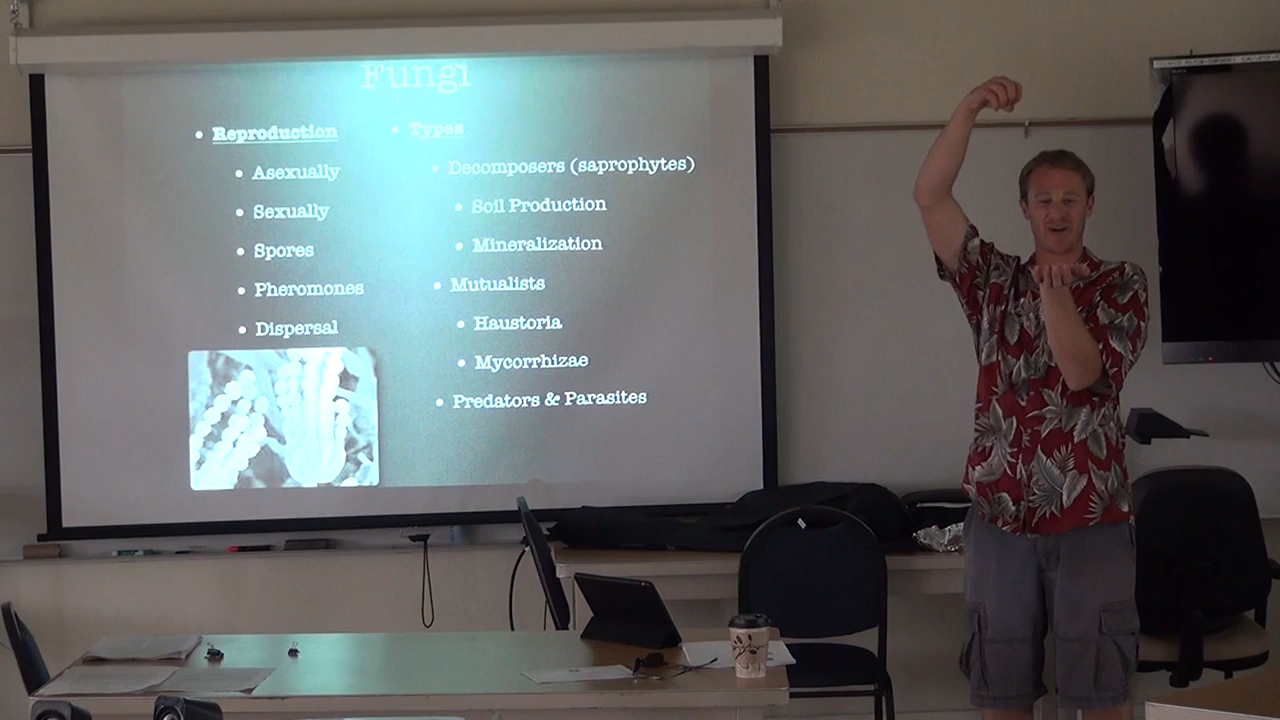 Fungi
• Reproduction
• Asexually
• Sexually
• Spores
• Pheromones
• Dispersal
• Types
• Decomposers (saprophytes)
• Soil Production
• Mineralization
• Mutualists
• Haustoria
• Mycorrhizae
• Predators & Parasites